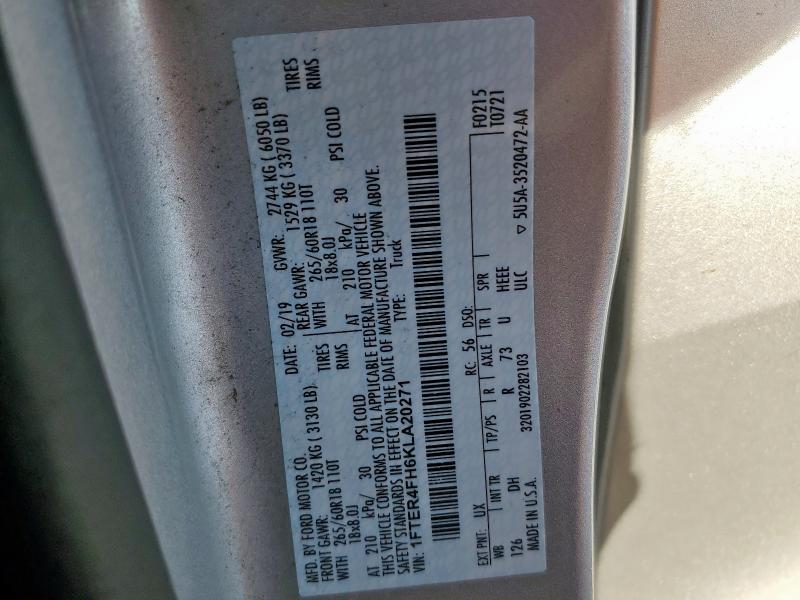 MFD. BY FORD MOTOR CO. DATE: 02/19 GVWR: 2744 KG ( 6050 LB)
FRONT GAWR: 1420 KG ( 3130 LB) REAR GAWR: 1529 KG ( 3370 LB)
WITH 265/60R18 110T TIRES WITH 265/60R18 110T TIRES
18x8.0J RIMS 18x8.0J RIMS
AT 210 kPa/ 30 PSI COLD AT 210 kPa/ 30 PSI COLD
THIS VEHICLE CONFORMS TO ALL APPLICABLE FEDERAL MOTOR VEHICLE
SAFETY STANDARDS IN EFFECT ON THE DATE OF MANUFACTURE SHOWN ABOVE.
VIN: 1FTER4FH6KLA20271 TYPE: Truck
EXT PNT: UX RC: 56 DSO: F0215
WB INT TR TP/PS R AXLE TR SPR T0721
126 DH R 73 U HEEE
MADE IN U.S.A. 3201902282103 ULC
▽ 5U5A-3520472-AA